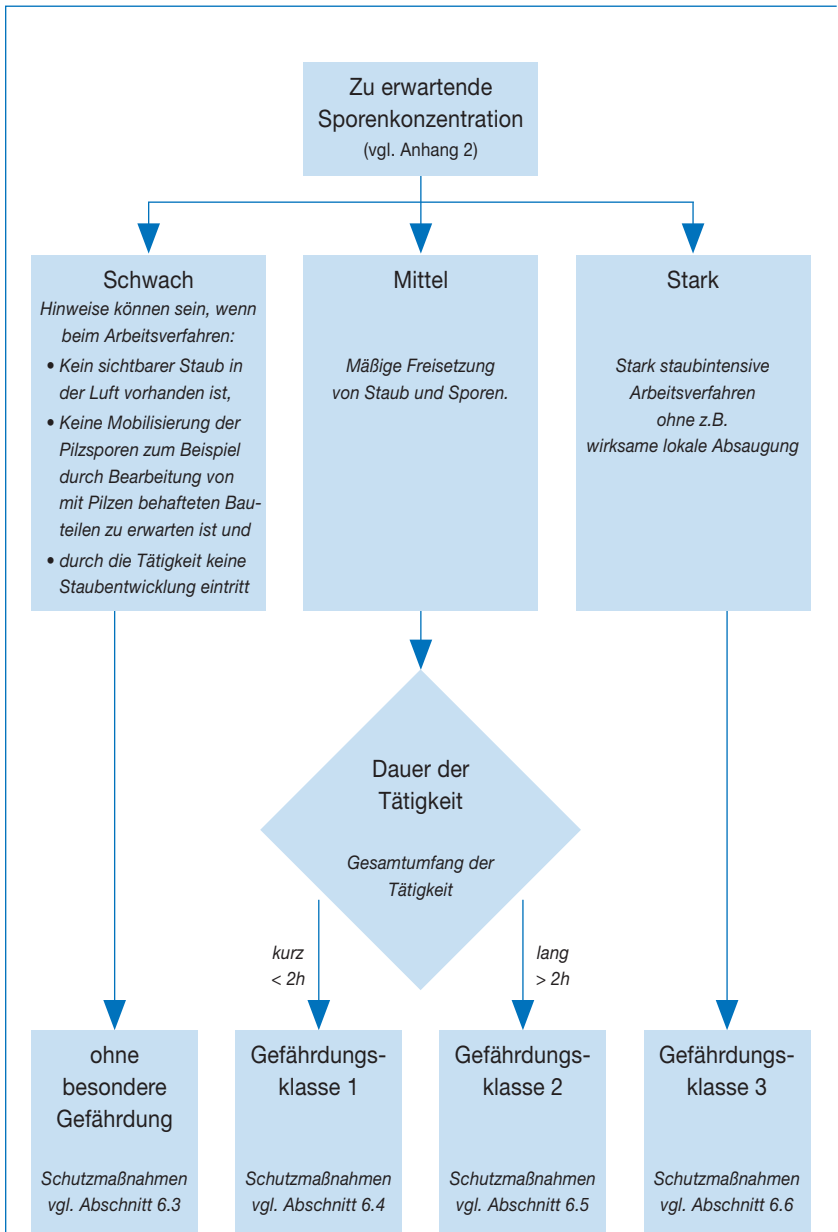 Zu erwartende
Sporenkonzentration
(vgl. Anhang 2)
Schwach
Hinweise können sein, wenn
beim Arbeitsverfahren:
• Kein sichtbarer Staub in
der Luft vorhanden ist,
• Keine Mobilisierung der
Pilzsporen zum Beispiel
durch Bearbeitung von
mit Pilzen behafteten Bau-
teilen zu erwarten ist und
• durch die Tätigkeit keine
Staubentwicklung eintritt
Mittel
Mäßige Freisetzung
von Staub und Sporen.
Stark
Stark staubintensive
Arbeitsverfahren
ohne z.B.
wirksame lokale Absaugung
Dauer der
Tätigkeit
Gesamtumfang der
Tätigkeit
kurz
< 2h
lang
> 2h
ohne
besondere
Gefährdung
Schutzmaßnahmen
vgl. Abschnitt 6.3
Gefährdungs-
klasse 1
Schutzmaßnahmen
vgl. Abschnitt 6.4
Gefährdungs-
klasse 2
Schutzmaßnahmen
vgl. Abschnitt 6.5
Gefährdungs-
klasse 3
Schutzmaßnahmen
vgl. Abschnitt 6.6